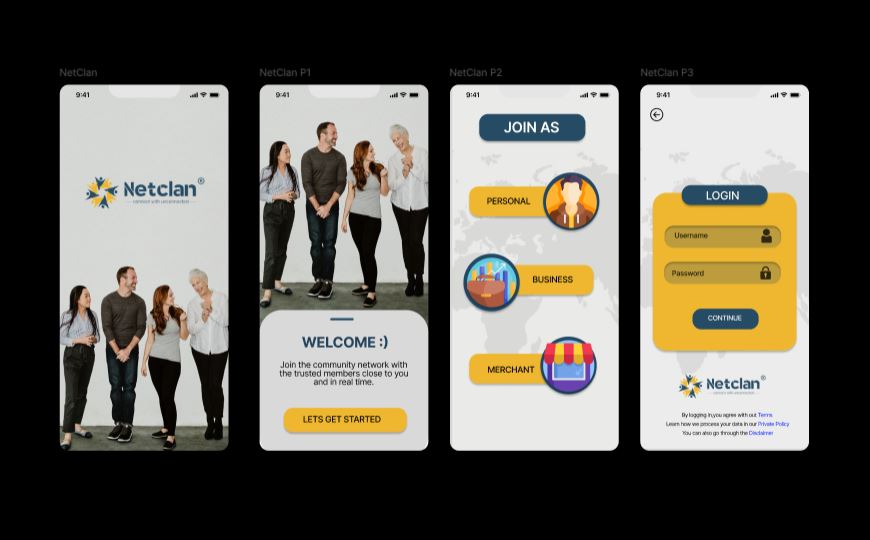 NetClan
NetClan P1
NetClan P2
NetClan P3
9:41
Netclan®
connect with unconnected
9:41
WELCOME :)
Join the community network with
the trusted members close to you
and in real time.
LETS GET STARTED
9:41
JOIN AS
PERSONAL
BUSINESS
MERCHANT
9:41
LOGIN
Username
Password
CONTINUE
Netclan®
connect with unconnected
By logging in,you agree with out Terms
Learn how we process your data in our Private Policy
You can also go through the Disclaimer